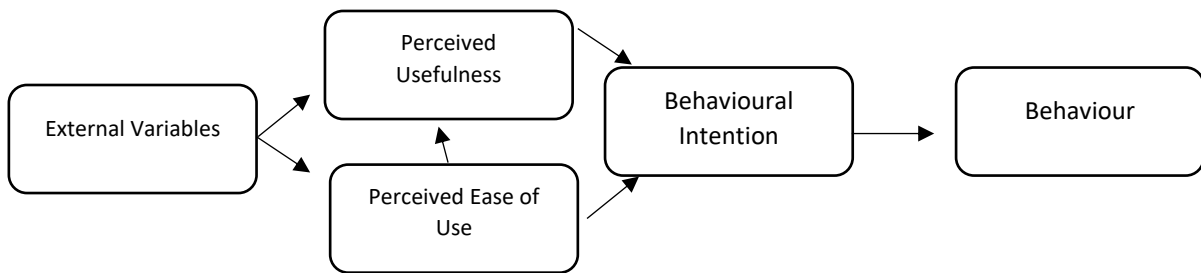 External Variables
Perceived
Usefulness
Perceived Ease of
Use
Behavioural
Intention
Behaviour